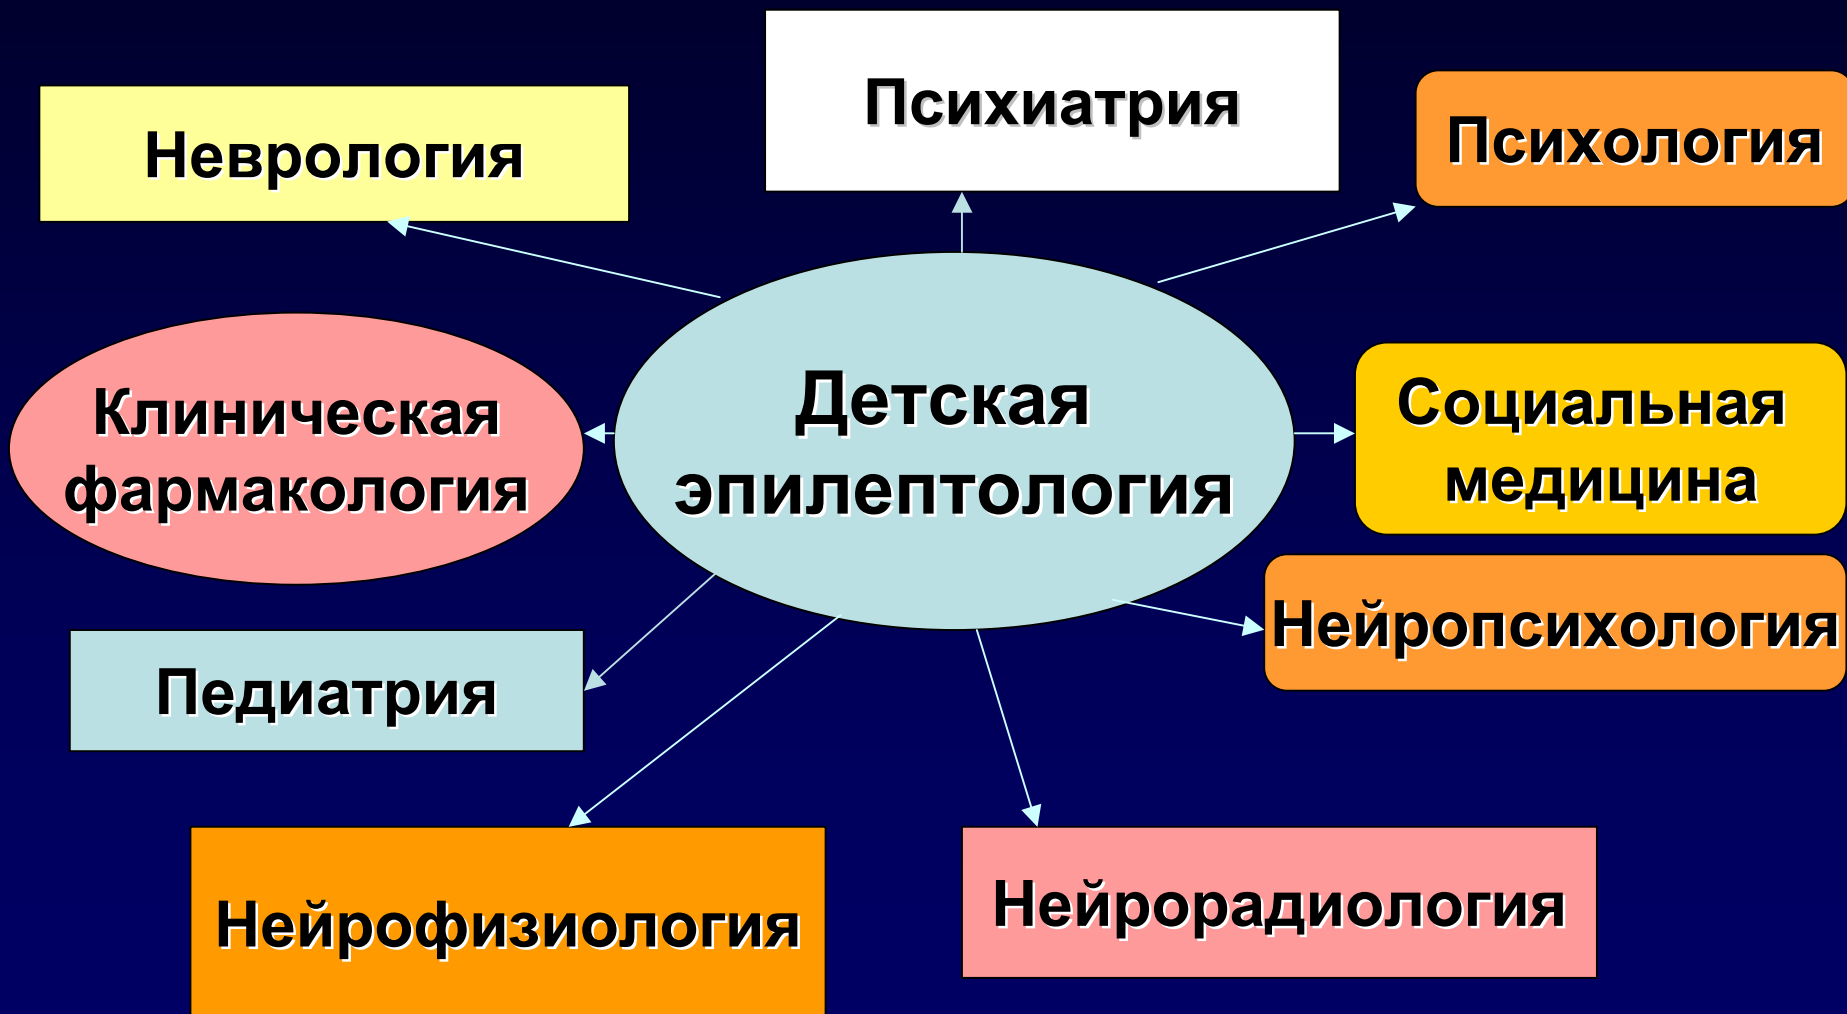 Психиатрия
Неврология
Психология
Клиническая
фармакология
Детская
эпилептология
Социальная
медицина
Нейропсихология
Педиатрия
Нейрофизиология
Нейрорадиология